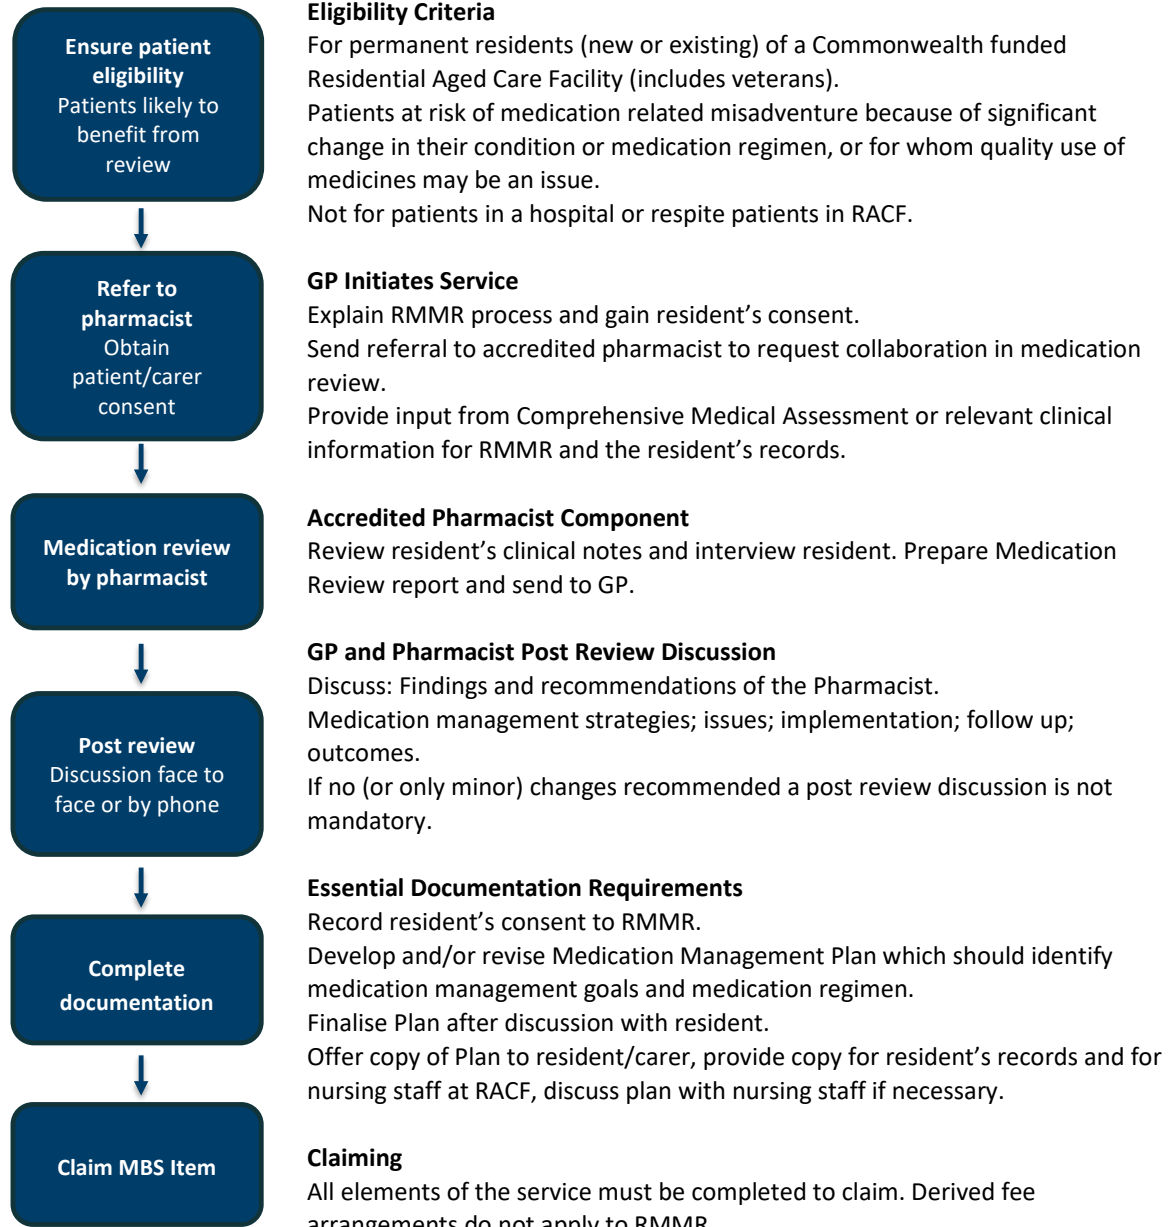 Ensure patient
eligibility
Patients likely to
benefit from
review
Eligibility Criteria
For permanent residents (new or existing) of a Commonwealth funded
Residential Aged Care Facility (includes veterans).
Patients at risk of medication related misadventure because of significant
change in their condition or medication regimen, or for whom quality use of
medicines may be an issue.
Not for patients in a hospital or respite patients in RACF.
Refer to
pharmacist
Obtain
patient/carer
consent
GP Initiates Service
Explain RMMR process and gain resident's consent.
Send referral to accredited pharmacist to request collaboration in medication
review.
Provide input from Comprehensive Medical Assessment or relevant clinical
information for RMMR and the resident's records.
Medication review
by pharmacist
Accredited Pharmacist Component
Review resident's clinical notes and interview resident. Prepare Medication
Review report and send to GP.
Post review
Discussion face to
face or by phone
GP and Pharmacist Post Review Discussion
Discuss: Findings and recommendations of the Pharmacist.
Medication management strategies; issues; implementation; follow up;
outcomes.
If no (or only minor) changes recommended a post review discussion is not
mandatory.
Complete
documentation
Essential Documentation Requirements
Record resident's consent to RMMR.
Develop and/or revise Medication Management Plan which should identify
medication management goals and medication regimen.
Finalise Plan after discussion with resident.
Offer copy of Plan to resident/carer, provide copy for resident's records and for
nursing staff at RACF, discuss plan with nursing staff if necessary.
Claim MBS Item
Claiming
All elements of the service must be completed to claim. Derived fee
arrangements do not apply to RMMR